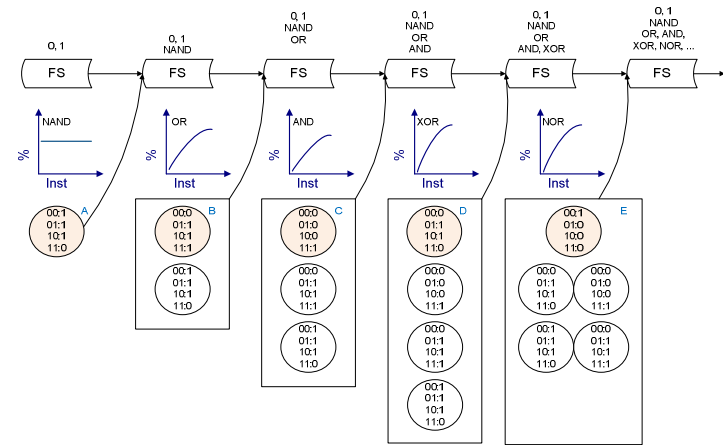 0, 1
0, 1
NAND
0, 1
NAND
OR
0, 1
NAND
OR
AND
0, 1
NAND
OR
AND, XOR
0, 1
NAND
OR, AND,
XOR, NOR, ...
FS
FS
FS
FS
FS
FS
NAND
%
Inst
OR
%
Inst
AND
%
Inst
XOR
%
Inst
NOR
%
Inst
A
00:1
01:1
10:1
11:0
B
00:0
01:1
10:1
11:1
00:1
01:1
10:1
11:0
C
00:0
01:0
10:0
11:1
00:0
01:1
10:1
11:1
00:1
01:1
10:1
11:0
D
00:0
01:1
10:1
11:0
00:0
01:0
10:0
11:1
00:0
01:1
10:1
11:1
00:1
01:1
10:1
11:0
E
00:1
01:0
10:0
11:0
00:0
01:1
10:1
11:0
00:0
01:0
10:0
11:1
00:1
01:1
10:1
11:0
00:0
01:1
10:1
11:1